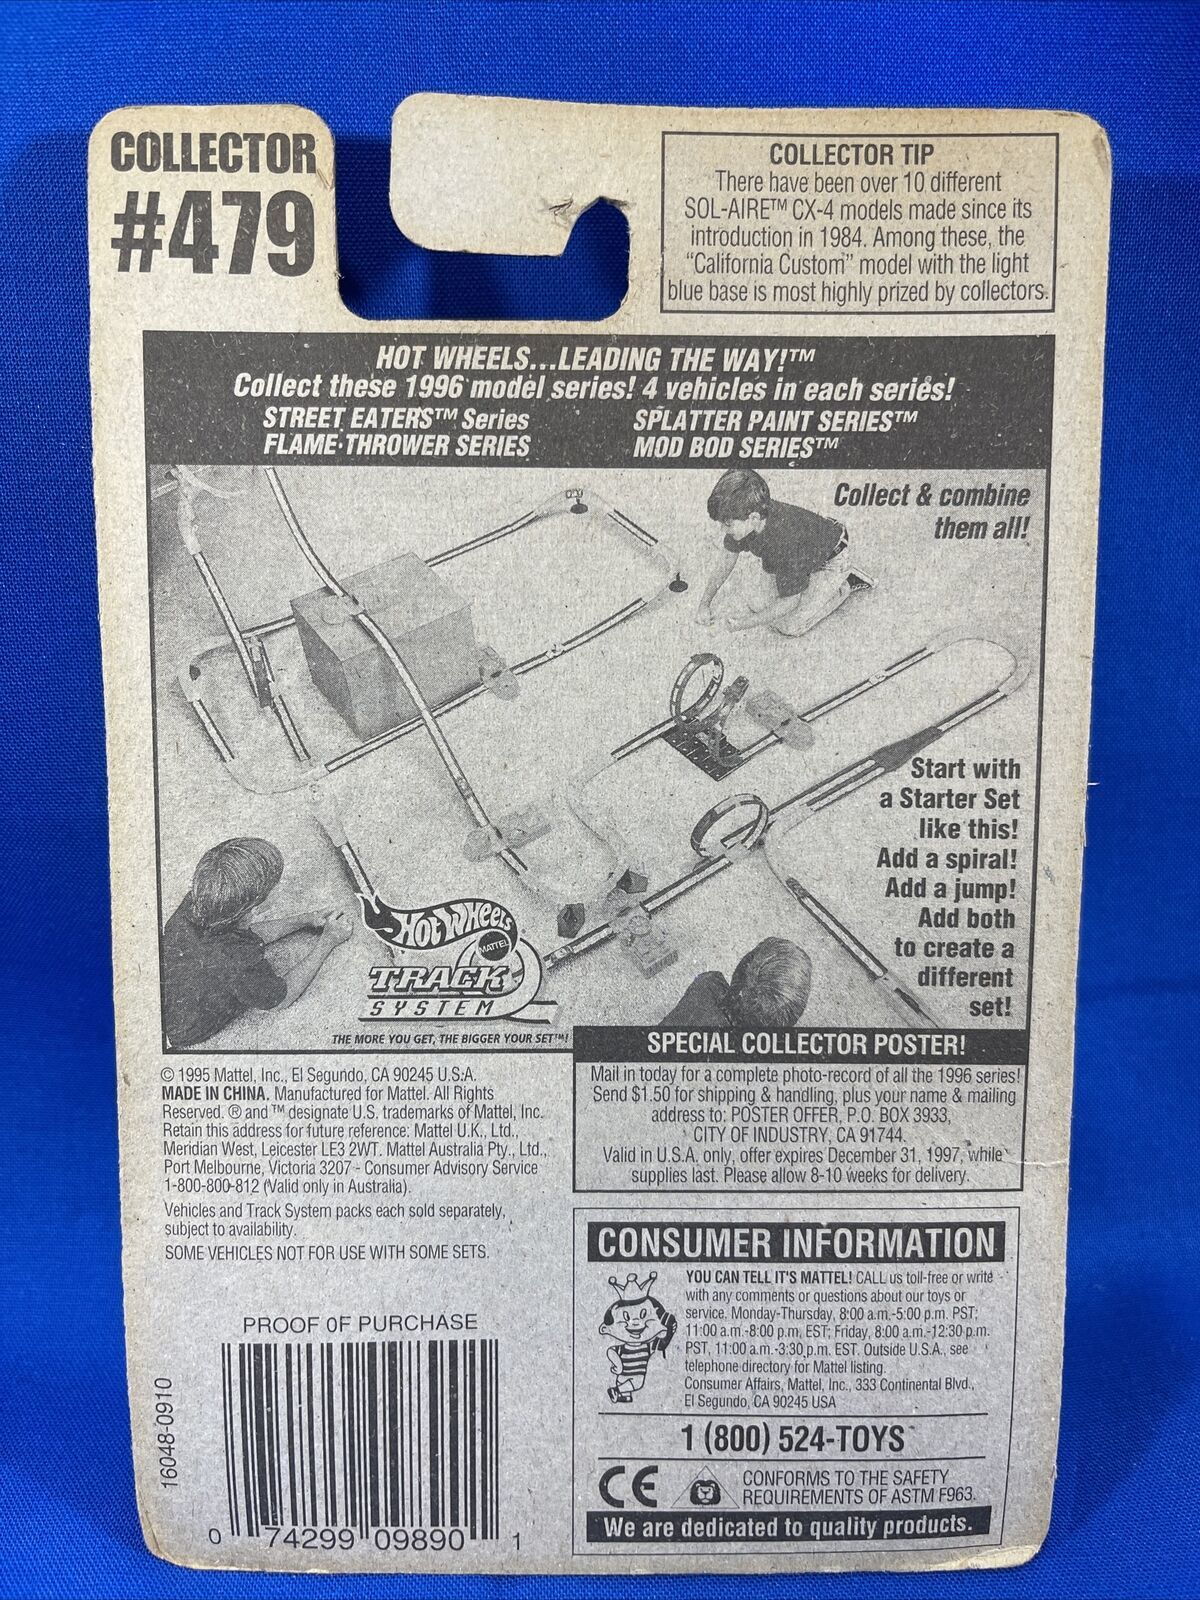 COLLECTOR
#479
COLLECTOR TIP
There have been over 10 different
SOL-AIRE™ CX-4 models made since its
introduction in 1984. Among these, the
"California Custom" model with the light
blue base is most highly prized by collectors.
HOT WHEELS...LEADING THE WAY!™
Collect these 1996 model series! 4 vehicles in each series!
STREET EATERS™ Series
SPLATTER PAINT SERIES™
FLAME THROWER SERIES
MOD BOD SERIES™
Collect & combine
them all!
Start with
a Starter Set
like this!
Add a spiral!
Add a jump!
Add both
to create a
different
set!
Hot Wheels
MATTEL
TRACK
SYSTEM
THE MORE YOU GET, THE BIGGER YOUR SET™!
© 1995 Mattel, Inc., El Segundo, CA 90245 U.S.A.
MADE IN CHINA. Manufactured for Mattel. All Rights
Reserved. ® and ™ designate U.S. trademarks of Mattel, Inc.
Retain this address for future reference: Mattel U.K., Ltd.,
Meridian West, Leicester LE3 2WT. Mattel Australia Pty., Ltd.,
Port Melbourne, Victoria 3207 - Consumer Advisory Service
1-800-800-812 (Valid only in Australia).
Vehicles and Track System packs each sold separately,
subject to availability.
SOME VEHICLES NOT FOR USE WITH SOME SETS.
SPECIAL COLLECTOR POSTER!
Mail in today for a complete photo-record of all the 1996 series!
Send $1.50 for shipping & handling, plus your name & mailing
address to: POSTER OFFER, P.O. BOX 3933,
CITY OF INDUSTRY, CA 91744.
Valid in U.S.A. only, offer expires December 31, 1997, while
supplies last. Please allow 8-10 weeks for delivery.
CONSUMER INFORMATION
YOU CAN TELL IT'S MATTEL! CALL us toll-free or write
with any comments or questions about our toys or
service, Monday-Thursday, 8:00 a.m.-5:00 p.m. PST;
11:00 a.m.-8:00 p.m. EST; Friday, 8:00 a.m.-12:30 p.m.
PST, 11:00 a.m.-3:30 p.m. EST. Outside U.S.A., see
telephone directory for Mattel listing.
Consumer Affairs, Mattel, Inc., 333 Continental Blvd.,
El Segundo, CA 90245 USA
1 (800) 524-TOYS
CE
CONFORMS TO THE SAFETY
REQUIREMENTS OF ASTM F963.
We are dedicated to quality products.
PROOF OF PURCHASE
16048-0910
0 74299 09890 1